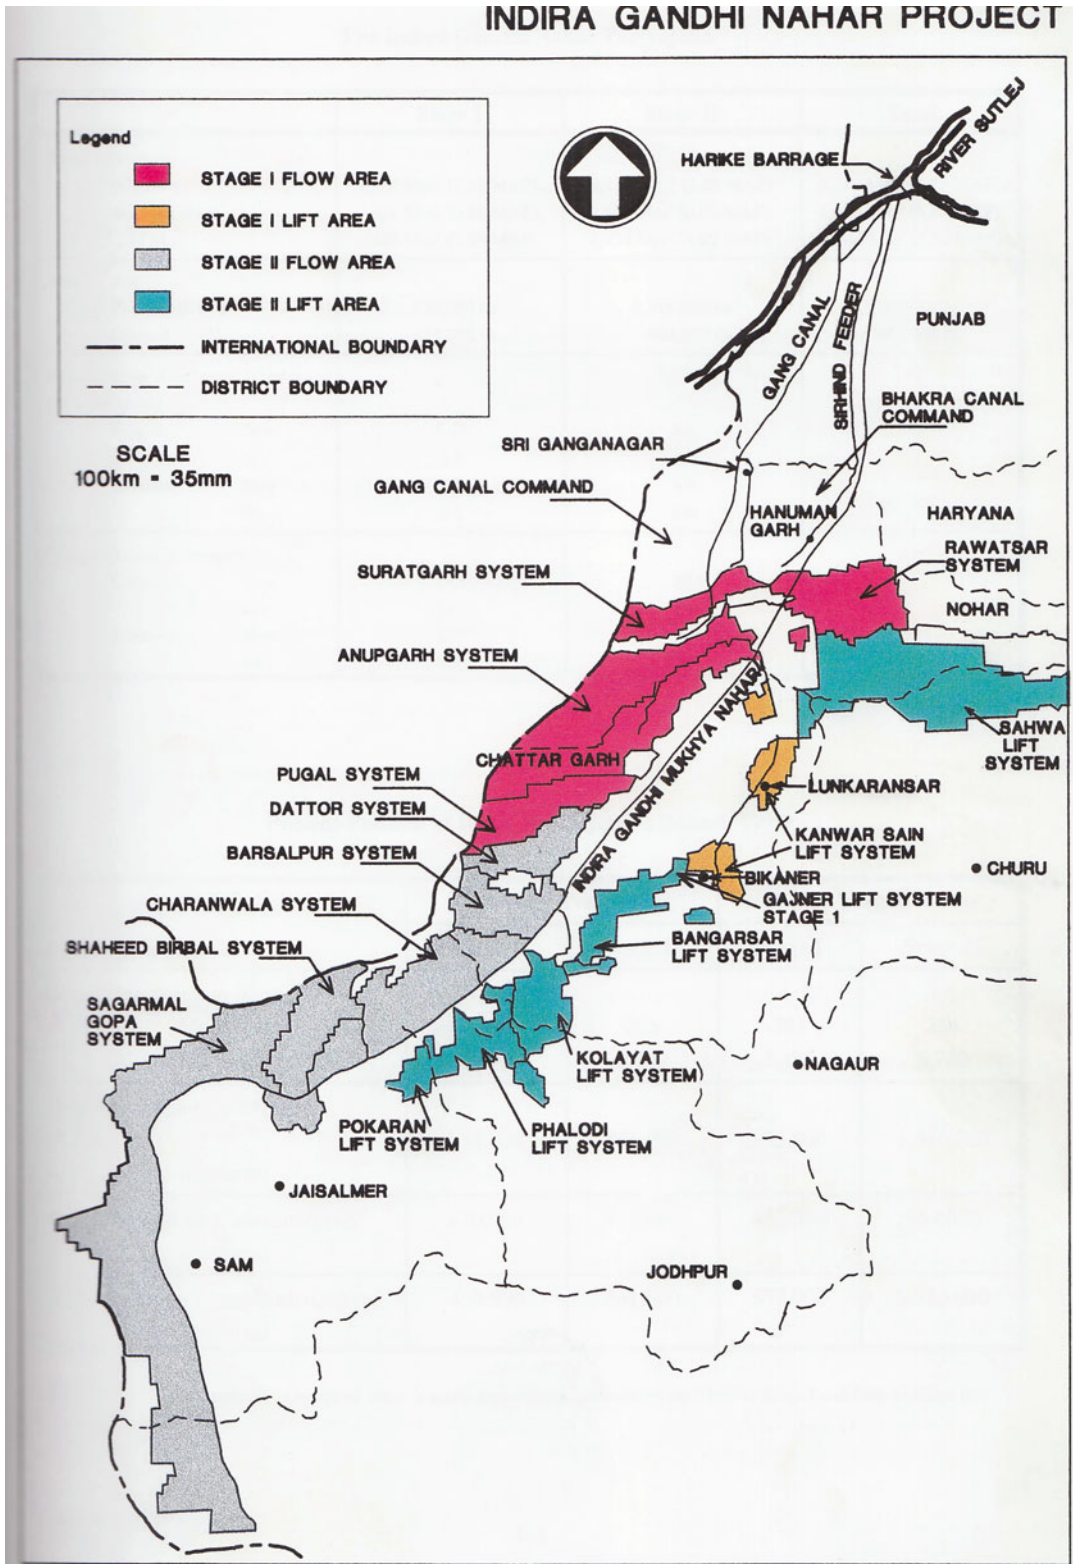 INDIRA GANDHI NAHAR PROJECT
Legend
STAGE I FLOW AREA
STAGE I LIFT AREA
STAGE II FLOW AREA
STAGE II LIFT AREA
INTERNATIONAL BOUNDARY
DISTRICT BOUNDARY
SCALE
100km = 35mm
HARIKE BARRAGE
RIVER SUTLEJ
GANG CANAL
SIRHIND FEEDER
PUNJAB
BHAKRA CANAL
COMMAND
SRI GANGANAGAR
GANG CANAL COMMAND
HANUMAN
GARH
HARYANA
RAWATSAR
SYSTEM
SURATGARH SYSTEM
NOHAR
ANUPGARH SYSTEM
INDIRA GANDHI MUKHYA NAHAR
SAHWA
LIFT
SYSTEM
CHATTAR GARH
PUGAL SYSTEM
LUNKARANSAR
DATTOR SYSTEM
KANWAR SAIN
LIFT SYSTEM
BARSALPUR SYSTEM
CHURU
BIKANER
GAJNER LIFT SYSTEM
STAGE 1
CHARANWALA SYSTEM
BANGARSAR
LIFT SYSTEM
SHAHEED BIRBAL SYSTEM
SAGARMAL
GOPA
SYSTEM
KOLAYAT
LIFT SYSTEM
NAGAUR
POKARAN
LIFT SYSTEM
PHALODI
LIFT SYSTEM
JAISALMER
SAM
JODHPUR